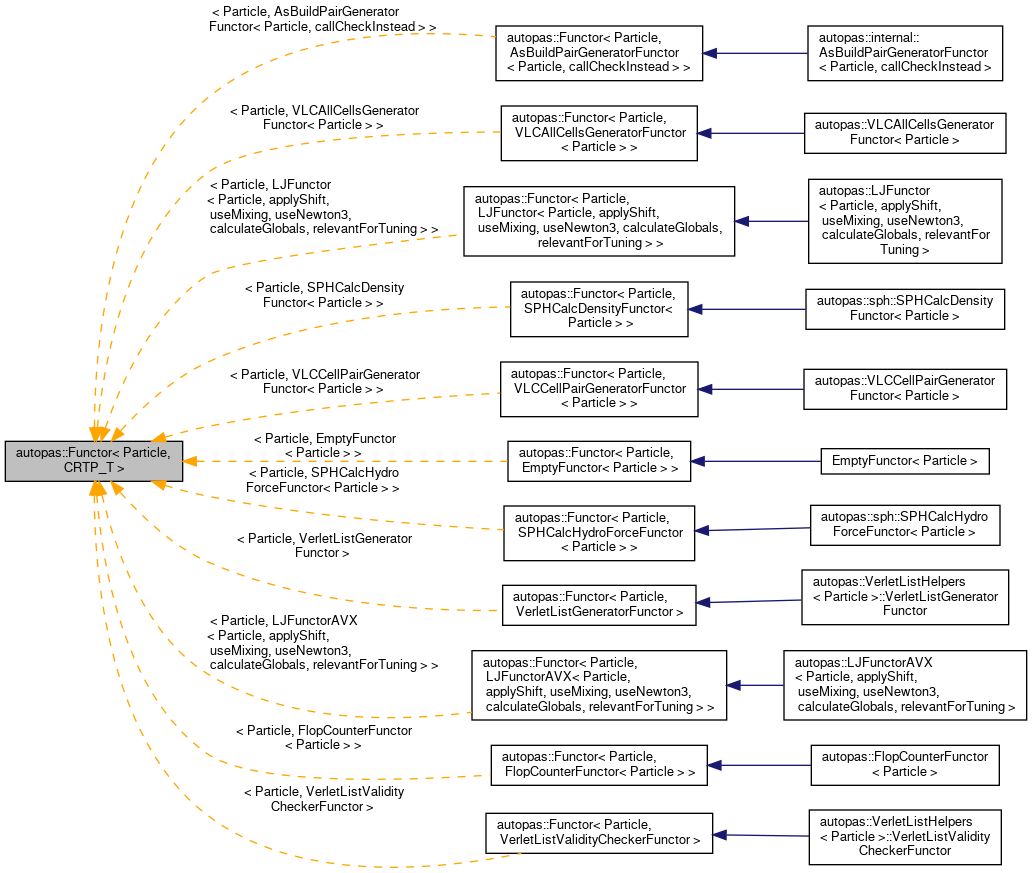 < Particle, AsBuildPairGenerator
Functor< Particle, callCheckInstead > >
autopas::Functor< Particle,
AsBuildPairGeneratorFunctor
< Particle, callCheckInstead > >
autopas::internal::
AsBuildPairGeneratorFunctor
< Particle, callCheckInstead >
< Particle, VLCAllCellsGenerator
Functor< Particle > >
autopas::Functor< Particle,
VLCAllCellsGeneratorFunctor
< Particle > >
autopas::VLCAllCellsGenerator
Functor< Particle >
< Particle, LJFunctor
< Particle, applyShift,
useMixing, useNewton3,
calculateGlobals, relevantForTuning > >
autopas::Functor< Particle,
LJFunctor< Particle, applyShift,
useMixing, useNewton3, calculateGlobals,
relevantForTuning > >
autopas::LJFunctor
< Particle, applyShift,
useMixing, useNewton3,
calculateGlobals, relevantFor
Tuning >
< Particle, SPHCalcDensity
Functor< Particle > >
autopas::Functor< Particle,
SPHCalcDensityFunctor<
Particle > >
autopas::sph::SPHCalcDensity
Functor< Particle >
< Particle, VLCCellPairGenerator
Functor< Particle > >
autopas::Functor< Particle,
VLCCellPairGeneratorFunctor
< Particle > >
autopas::VLCCellPairGenerator
Functor< Particle >
autopas::Functor< Particle,
CRTP_T >
< Particle, EmptyFunctor
< Particle > >
autopas::Functor< Particle,
EmptyFunctor< Particle > >
EmptyFunctor< Particle >
< Particle, SPHCalcHydro
ForceFunctor< Particle > >
autopas::Functor< Particle,
SPHCalcHydroForceFunctor
< Particle > >
autopas::sph::SPHCalcHydro
ForceFunctor< Particle >
< Particle, VerletListGenerator
Functor >
autopas::Functor< Particle,
VerletListGeneratorFunctor >
autopas::VerletListHelpers
< Particle >::VerletListGenerator
Functor
< Particle, LJFunctorAVX
< Particle, applyShift,
useMixing, useNewton3,
calculateGlobals, relevantForTuning > >
autopas::Functor< Particle,
LJFunctorAVX< Particle,
applyShift, useMixing, useNewton3,
calculateGlobals, relevantForTuning > >
autopas::LJFunctorAVX
< Particle, applyShift,
useMixing, useNewton3,
calculateGlobals, relevantForTuning >
< Particle, FlopCounterFunctor
< Particle > >
autopas::Functor< Particle,
FlopCounterFunctor< Particle > >
autopas::FlopCounterFunctor
< Particle >
< Particle, VerletListValidity
CheckerFunctor >
autopas::Functor< Particle,
VerletListValidityCheckerFunctor >
autopas::VerletListHelpers
< Particle >::VerletListValidity
CheckerFunctor